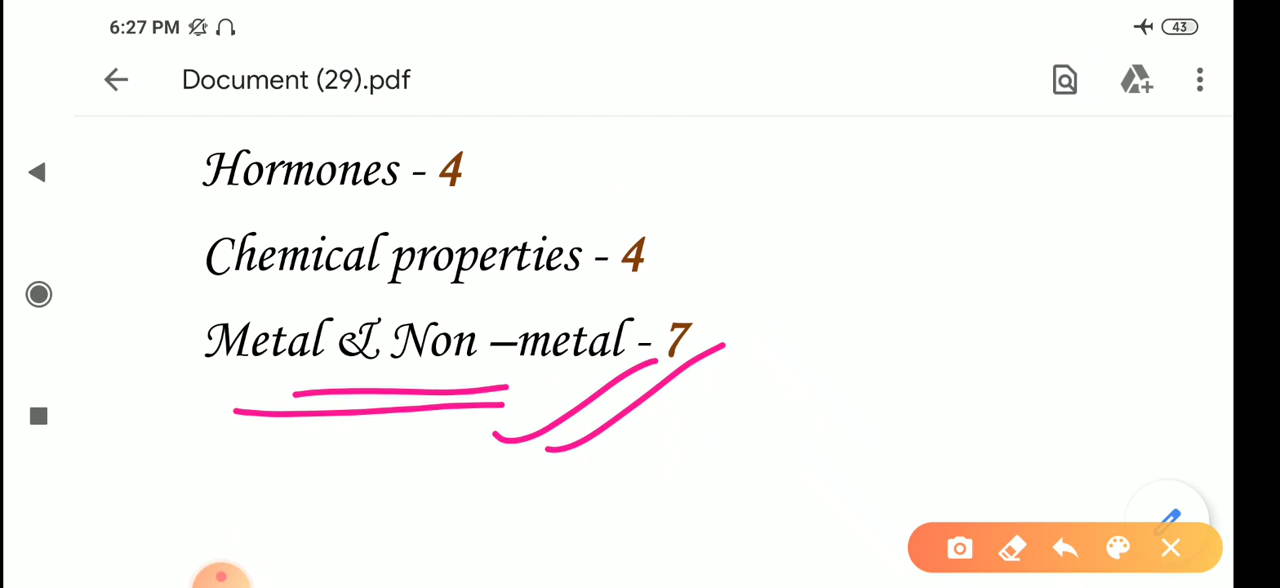 6:27 PM 43
Document (29).pdf
Hormones - 4
Chemical properties - 4
Metal & Non –metal - 7